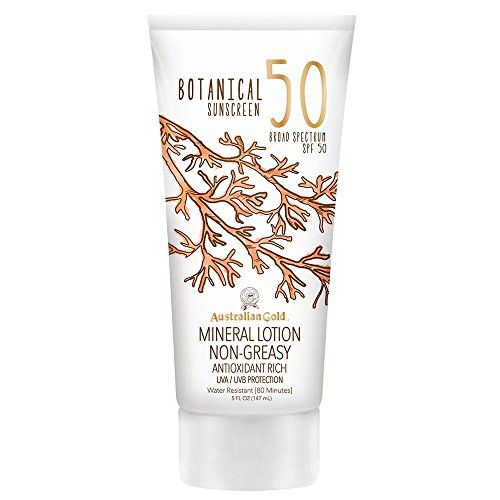 BOTANICAL
SUNSCREEN
50
BROAD SPECTRUM
SPF 50
Australian Gold
MINERAL LOTION
NON-GREASY
ANTIOXIDANT RICH
UVA / UVB PROTECTION
Water Resistant [80 Minutes]
5 FL OZ (147 mL)